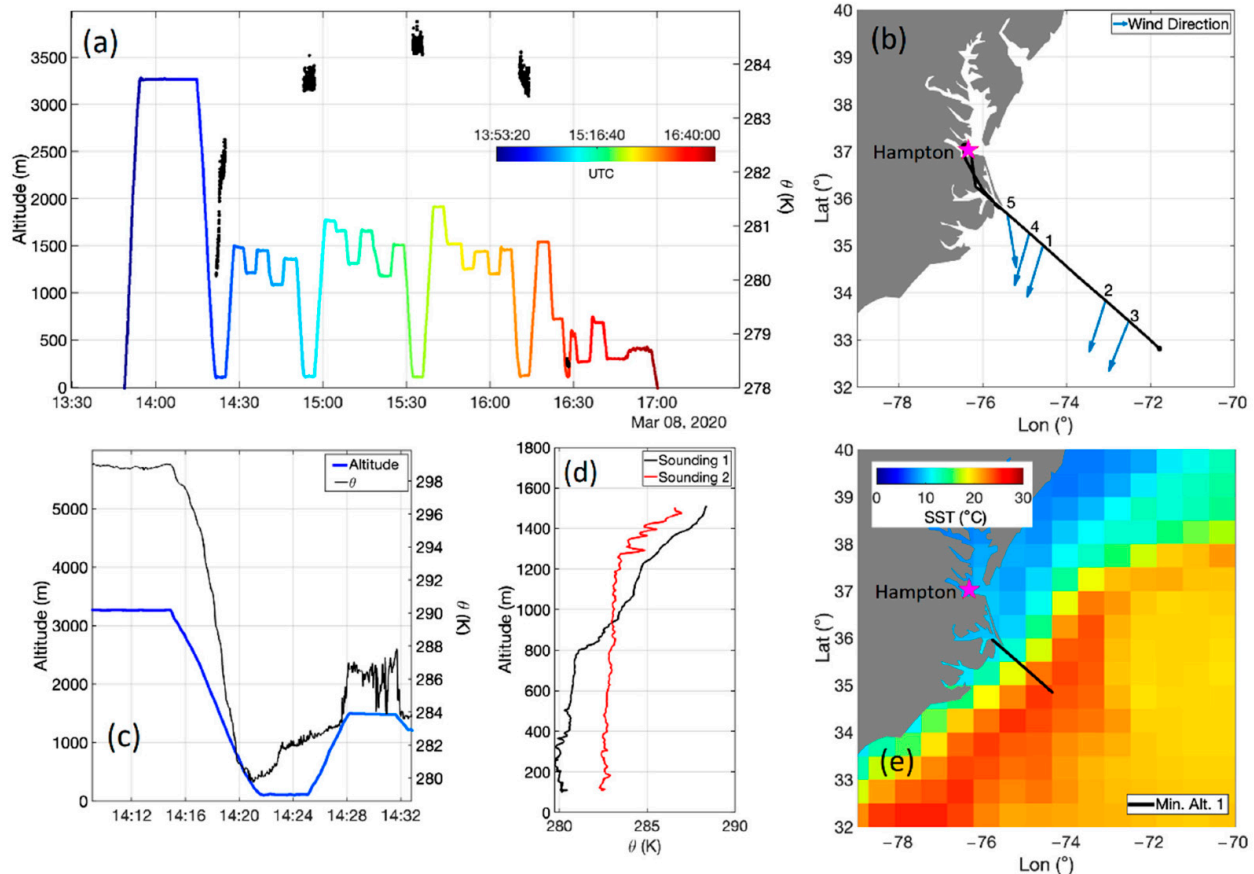 (a)
Altitude (m)
3500
3000
2500
2000
1500
1000
500
0
13:53:20 15:16:40 16:40:00
UTC
284
283
282
281
280
279
278
θ (K)
13:30 14:00 14:30 15:00 15:30 16:00 16:30 17:00
Mar 08, 2020
(b)
Wind Direction
Lat (°)
40
39
38
37
36
35
34
33
32
Hampton
5
4
1
2
3
−78 −76 −74 −72 −70
Lon (°)
(c)
Altitude
θ
Altitude (m)
5000
4000
3000
2000
1000
0
298
296
294
292
290
288
286
284
282
280
θ (K)
14:12 14:16 14:20 14:24 14:28 14:32
(d)
Sounding 1
Sounding 2
Altitude (m)
1800
1600
1400
1200
1000
800
600
400
200
0
280 283 285 288 290
θ (K)
(e)
0 10 20 30
SST (°C)
Lat (°)
40
39
38
37
36
35
34
33
32
Hampton
Min. Alt. 1
−78 −76 −74 −72 −70
Lon (°)